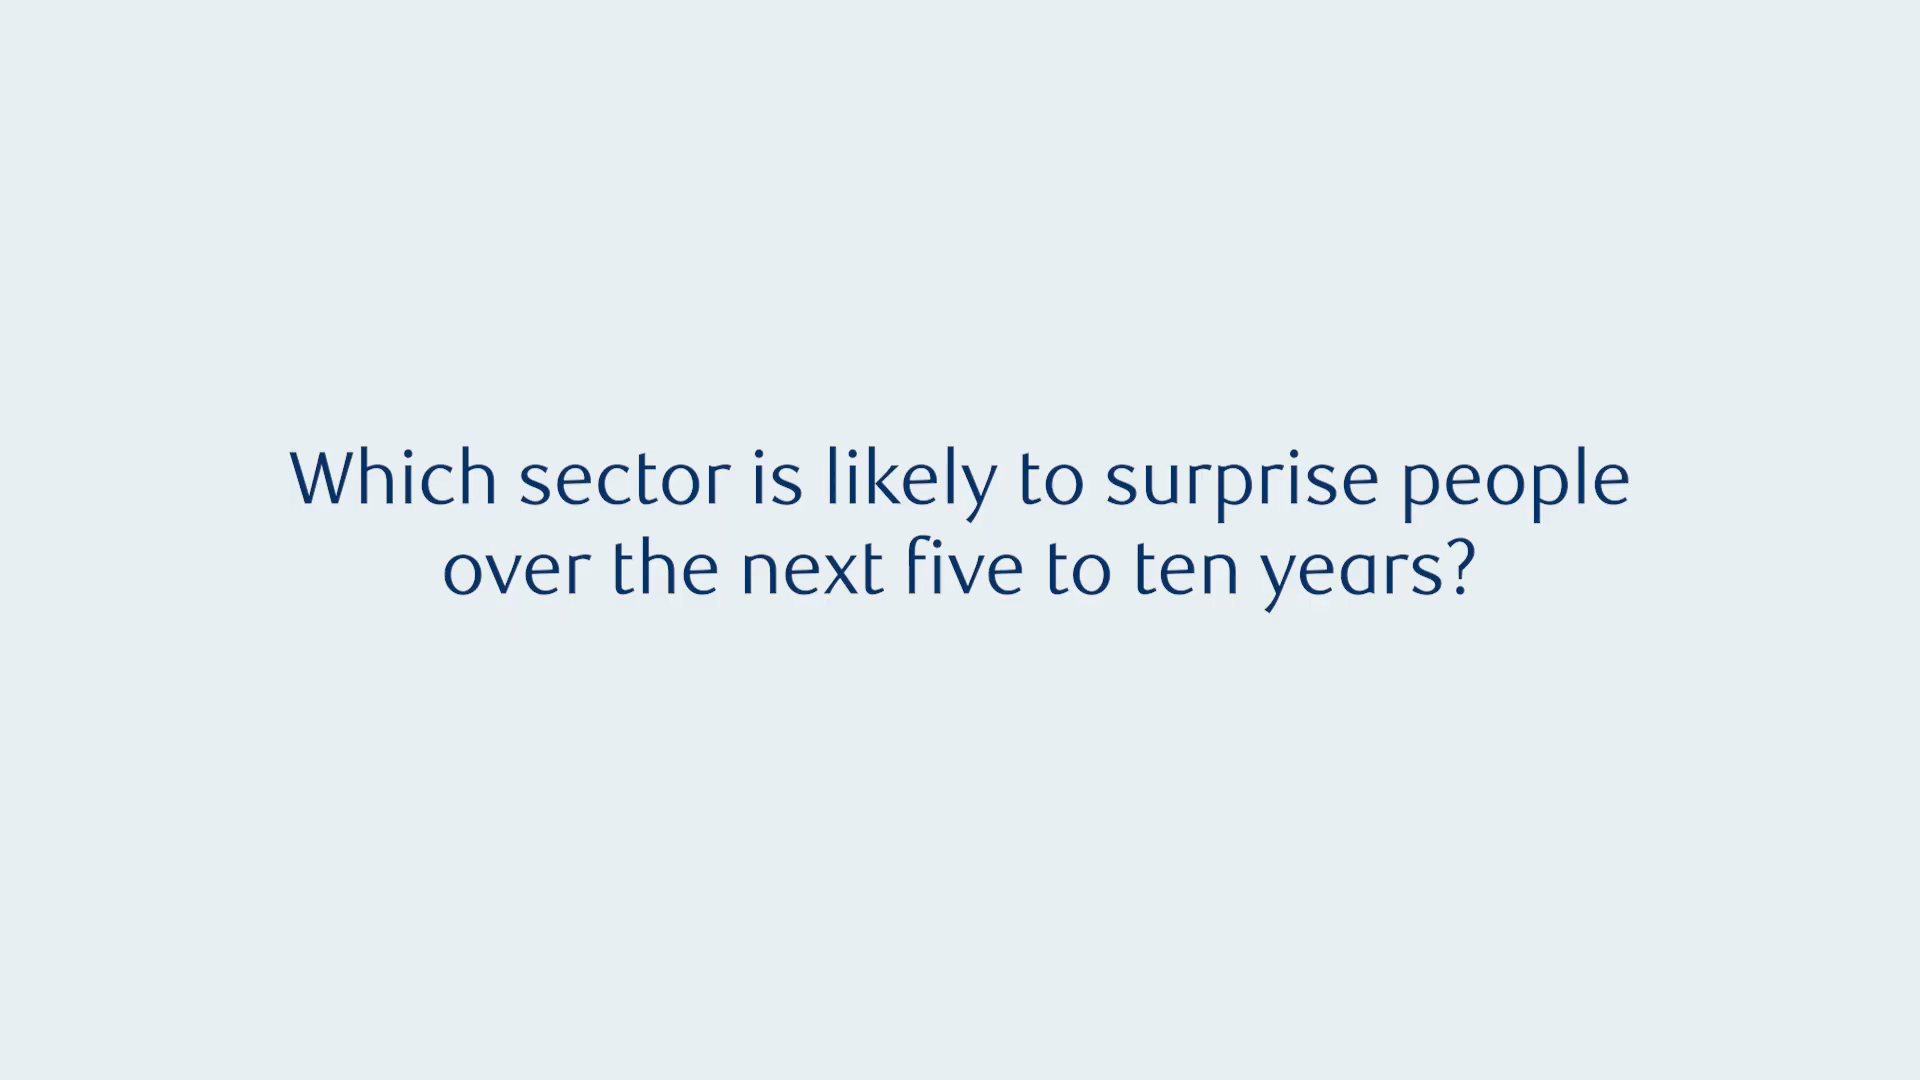 Which sector is likely to surprise people
over the next five to ten years?